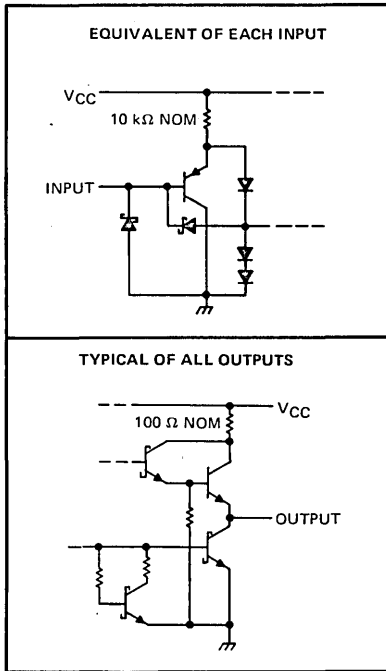 EQUIVALENT OF EACH INPUT
VCC
10 kΩ NOM
INPUT
TYPICAL OF ALL OUTPUTS
VCC
100 Ω NOM
OUTPUT